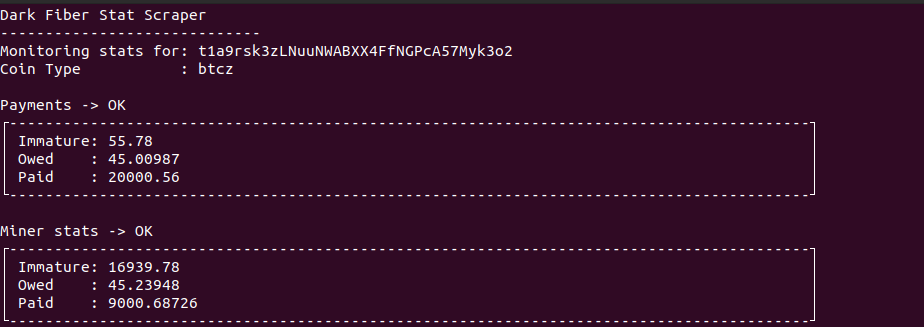 Dark Fiber Stat Scraper
-----------------------------
Monitoring stats for: t1a9rsk3zLNuuNWABXX4FfNGPcA57Myk3o2
Coin Type           : btcz
Payments -> OK
Immature: 55.78
Owed    : 45.00987
Paid    : 20000.56
Miner stats -> OK
Immature: 16939.78
Owed    : 45.23948
Paid    : 9000.68726